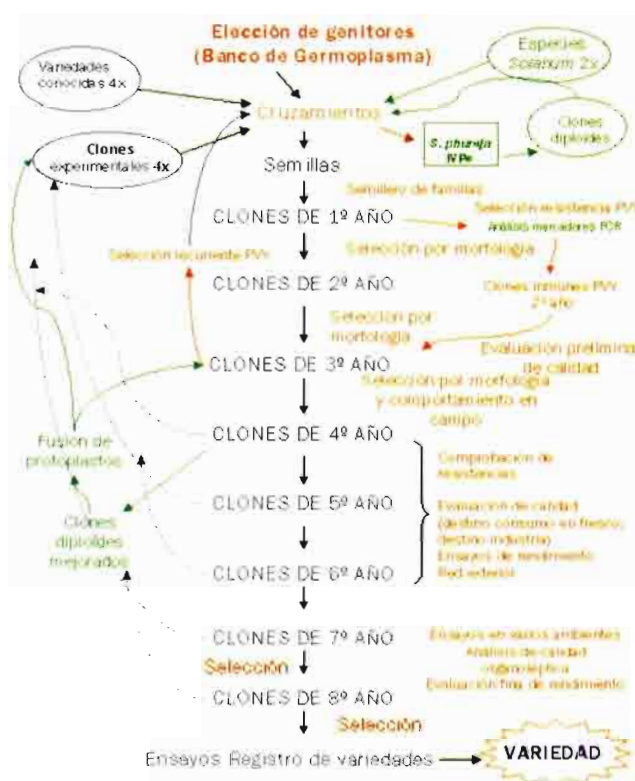 Elección de genitores
(Banco de Germoplasma)
Variedades
conocidas 4x
Especies
Solanum 2x
Cruzamientos
Clones
diploides
Clones
experimentales 4x
S. phureja
IVPs
Semillas
Semillero de familias
CLONES DE 1º AÑO
Selección resistencia PVY
Análisis marcadores PCR
Selección recurrente PVY
Selección por morfología
CLONES DE 2º AÑO
Clones inmunes PVY
2º año
Selección por
morfología
Evaluación preliminar
de calidad
CLONES DE 3º AÑO
Selección por morfología
y comportamiento en
campo
CLONES DE 4º AÑO
Fusión de
protoplastos
Comprobación de
resistencias
CLONES DE 5º AÑO
Evaluación de calidad
(destino consumo en fresco,
destino industria)
Ensayos de rendimiento
Red exterior
Clones
diploides
mejorados
CLONES DE 6º AÑO
CLONES DE 7º AÑO
Ensayos en varios ambientes
Análisis de calidad
organoléptica
Evaluación final de rendimiento
Selección
CLONES DE 8º AÑO
Selección
Ensayos Registro de variedades
VARIEDAD